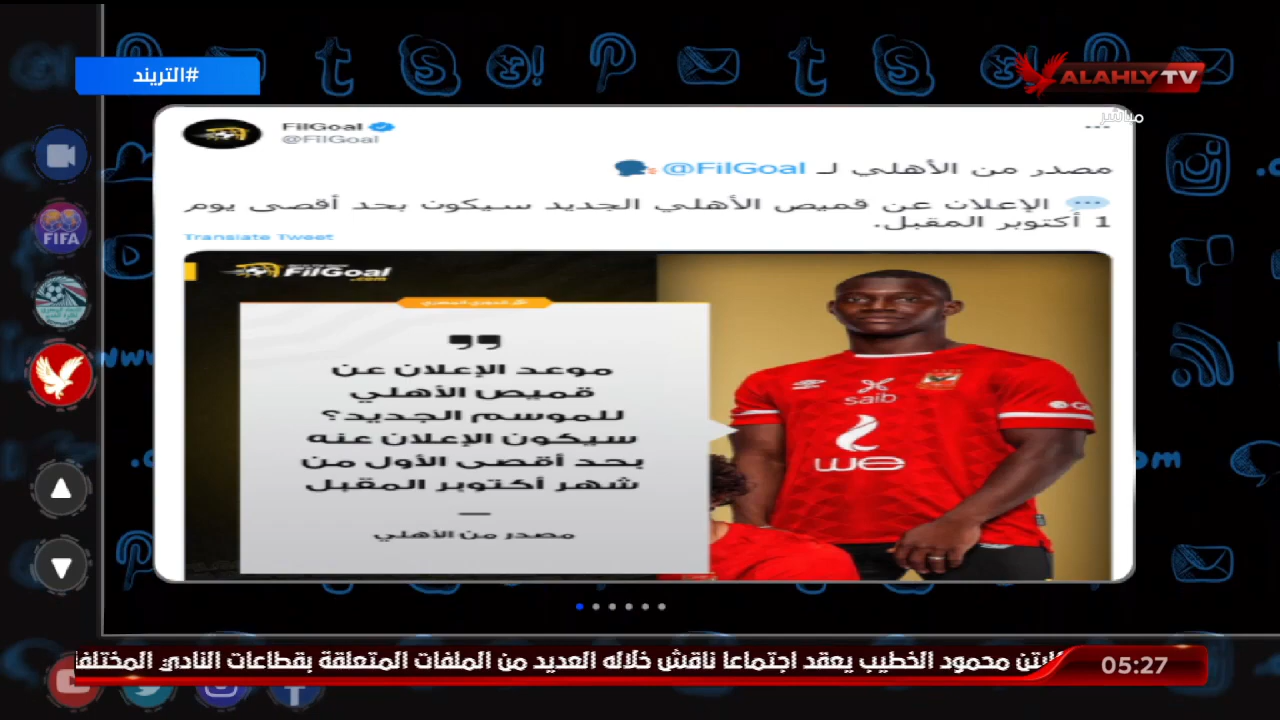 #التريند
ALAHLY TV
مباشر
FilGoal
@FilGoal
مصدر من الأهلي لـ @FilGoal
الإعلان عن قميص الأهلي الجديد سيكون بحد أقصى يوم
1 أكتوبر المقبل.
Translate Tweet
FilGoal
.com
موعد الإعلان عن
قميص الأهلي
للموسم الجديد؟
سيكون الإعلان عنه
بحد أقصى الأول من
شهر أكتوبر المقبل
مصدر من الأهلي
saib
we
FIFA
www
.com
محمود الخطيب يعقد اجتماعا ناقش خلاله العديد من الملفات المتعلقة بقطاعات النادي
05:27